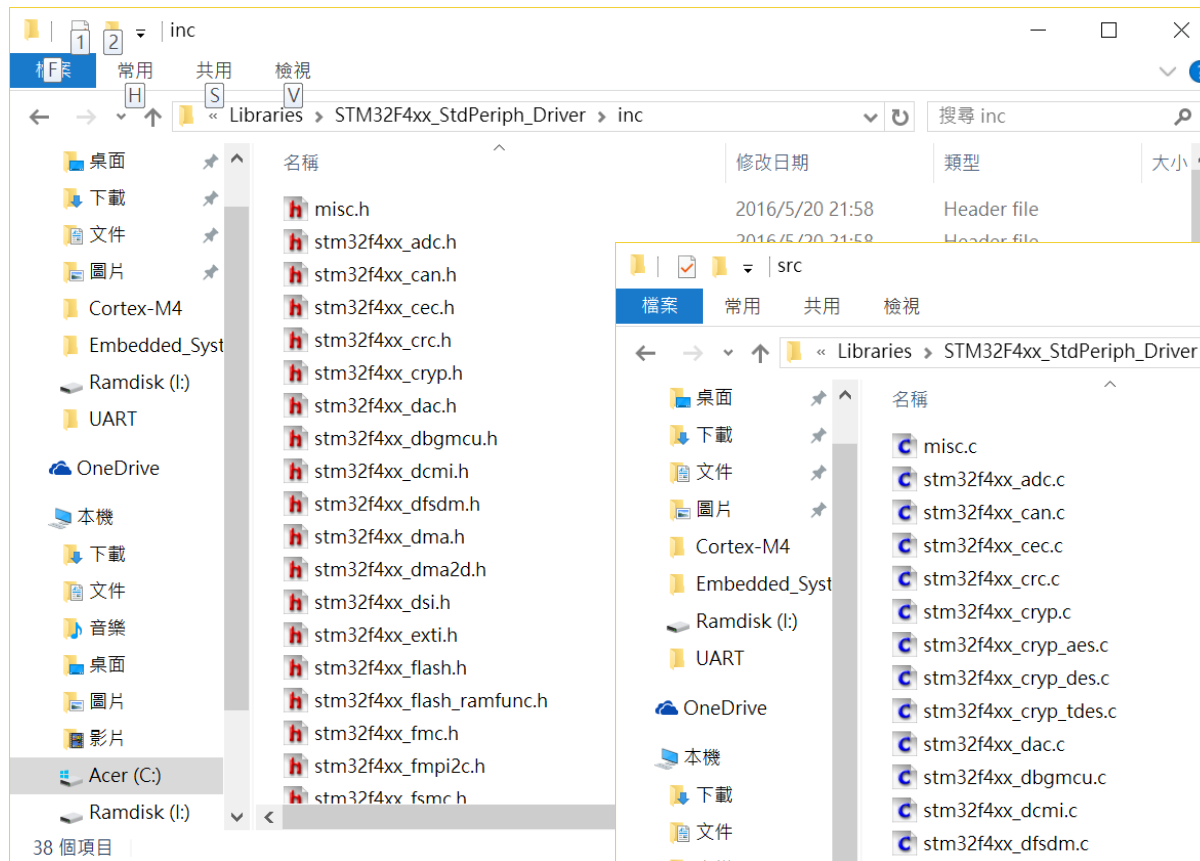 inc
1
2
檔案 F
常用
共用
檢視
H
S
V
« Libraries > STM32F4xx_StdPeriph_Driver > inc
搜尋 inc
桌面
下載
文件
圖片
Cortex-M4
Embedded_Syst
Ramdisk (I:)
UART
OneDrive
本機
下載
文件
音樂
桌面
圖片
影片
Acer (C:)
Ramdisk (I:)
38 個項目
名稱
修改日期
類型
大小
misc.h 2016/5/20 21:58 Header file
stm32f4xx_adc.h 2016/5/20 21:58 Header file
stm32f4xx_can.h
stm32f4xx_cec.h
stm32f4xx_crc.h
stm32f4xx_cryp.h
stm32f4xx_dac.h
stm32f4xx_dbgmcu.h
stm32f4xx_dcmi.h
stm32f4xx_dfsdm.h
stm32f4xx_dma.h
stm32f4xx_dma2d.h
stm32f4xx_dsi.h
stm32f4xx_exti.h
stm32f4xx_flash.h
stm32f4xx_flash_ramfunc.h
stm32f4xx_fmc.h
stm32f4xx_fmpi2c.h
stm32f4xx_fsmc.h
src
檔案
常用
共用
檢視
« Libraries > STM32F4xx_StdPeriph_Driver
桌面
下載
文件
圖片
Cortex-M4
Embedded_Syst
Ramdisk (I:)
UART
OneDrive
本機
下載
文件
名稱
misc.c
stm32f4xx_adc.c
stm32f4xx_can.c
stm32f4xx_cec.c
stm32f4xx_crc.c
stm32f4xx_cryp.c
stm32f4xx_cryp_aes.c
stm32f4xx_cryp_des.c
stm32f4xx_cryp_tdes.c
stm32f4xx_dac.c
stm32f4xx_dbgmcu.c
stm32f4xx_dcmi.c
stm32f4xx_dfsdm.c